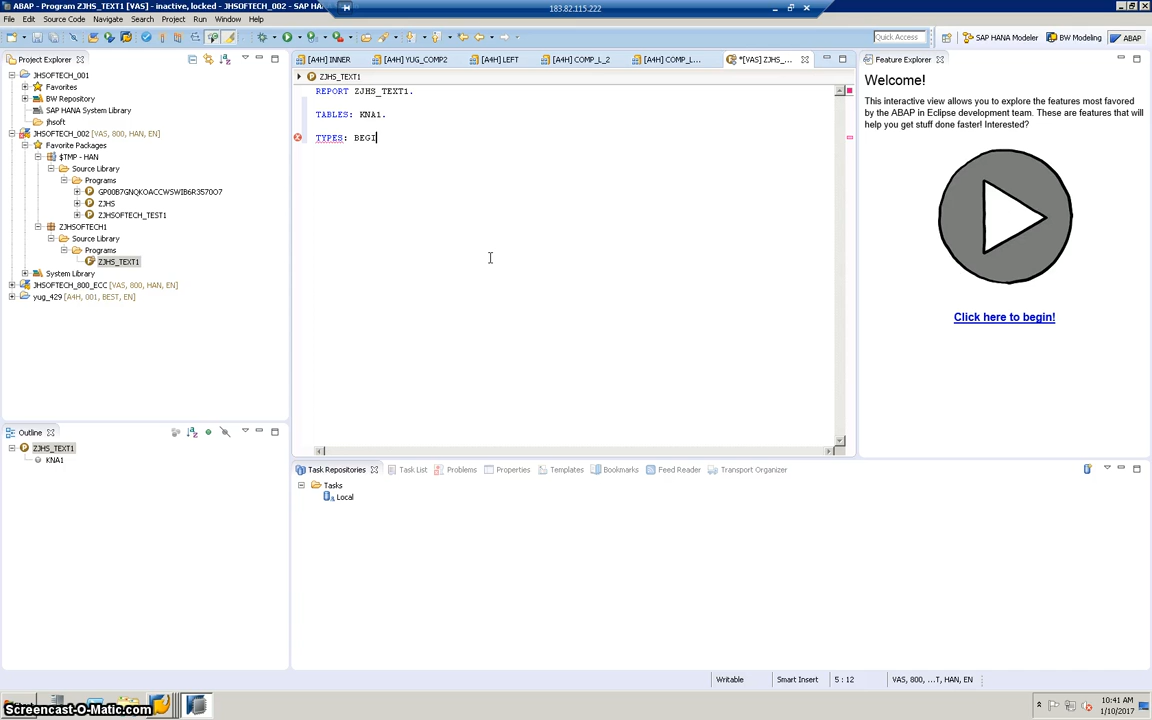 ABAP - Program ZJHS_TEXT1 [VAS] - inactive, locked - JHSOFTECH_002 - SAP HAN
183.82.115.222
File Edit Source Code Navigate Search Project Run Window Help
Quick Access
SAP HANA Modeler
BW Modeling
ABAP
Project Explorer
JHSOFTECH_001
Favorites
BW Repository
SAP HANA System Library
jhsoft
JHSOFTECH_002 [VAS, 800, HAN, EN]
Favorite Packages
$TMP - HAN
Source Library
Programs
GP00B7GNQKOACCWSWIB6R3570O7
ZJHS
ZJHSOFTECH_TEST1
ZJHSOFTECH1
Source Library
Programs
ZJHS_TEXT1
System Library
JHSOFTECH_800_ECC [VAS, 800, HAN, EN]
yug_429 [A4H, 001, BEST, EN]
Outline
ZJHS_TEXT1
KNA1
[A4H] INNER
[A4H] YUG_COMP2
[A4H] LEFT
[A4H] COMP_L_2
[A4H] COMP_L...
*[VAS] ZJHS_...
ZJHS_TEXT1
REPORT ZJHS_TEXT1.
TABLES: KNA1.
TYPES: BEGI
Feature Explorer
Welcome!
This interactive view allows you to explore the features most favored
by the ABAP in Eclipse development team. These are features that will
help you get stuff done faster! Interested?
Click here to begin!
Task Repositories
Task List
Problems
Properties
Templates
Bookmarks
Feed Reader
Transport Organizer
Tasks
Local
Writable
Smart Insert
5 : 12
VAS, 800, ...T, HAN, EN
Screencast-O-Matic.com
10:41 AM
1/10/2017